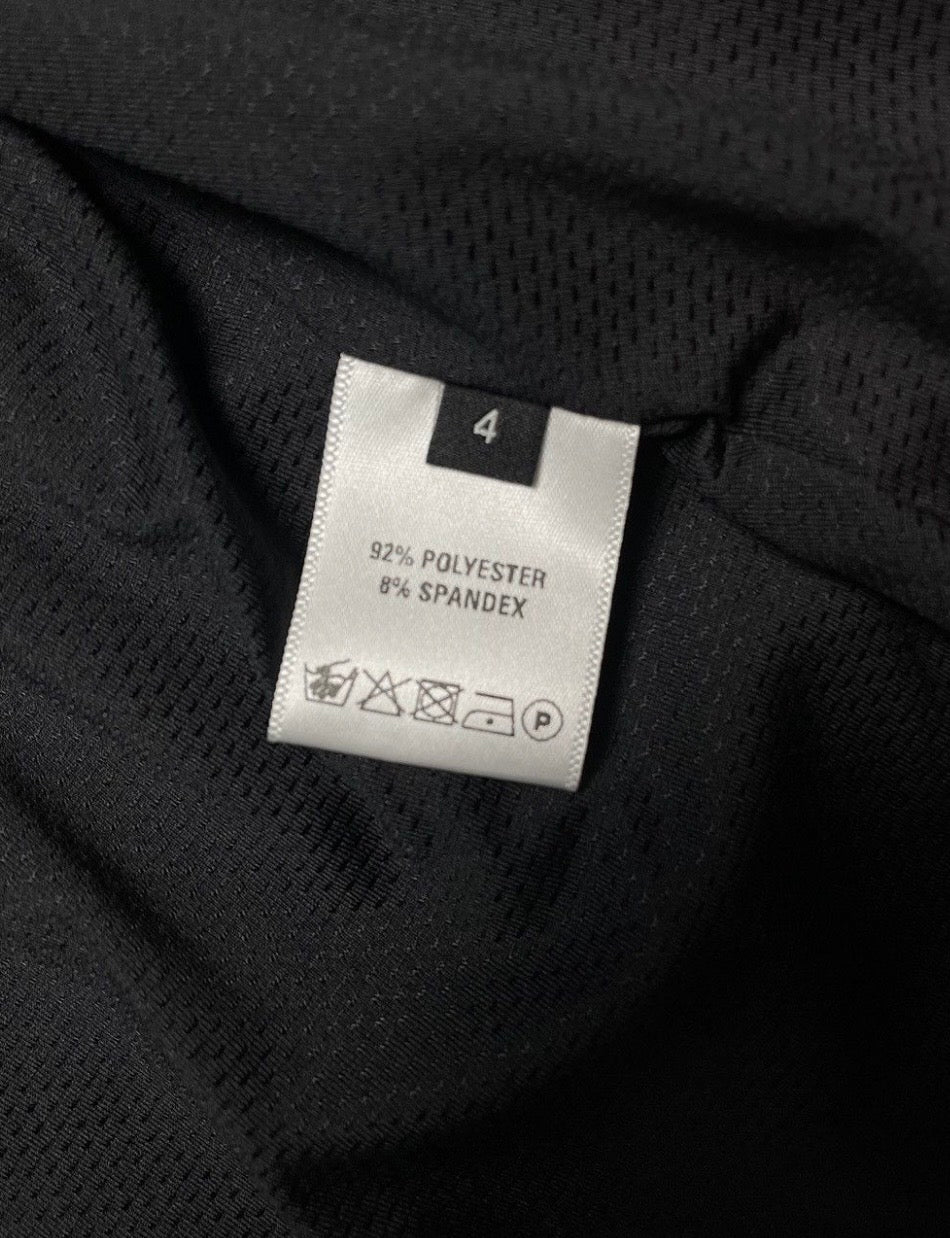 4
92% POLYESTER
8% SPANDEX
P